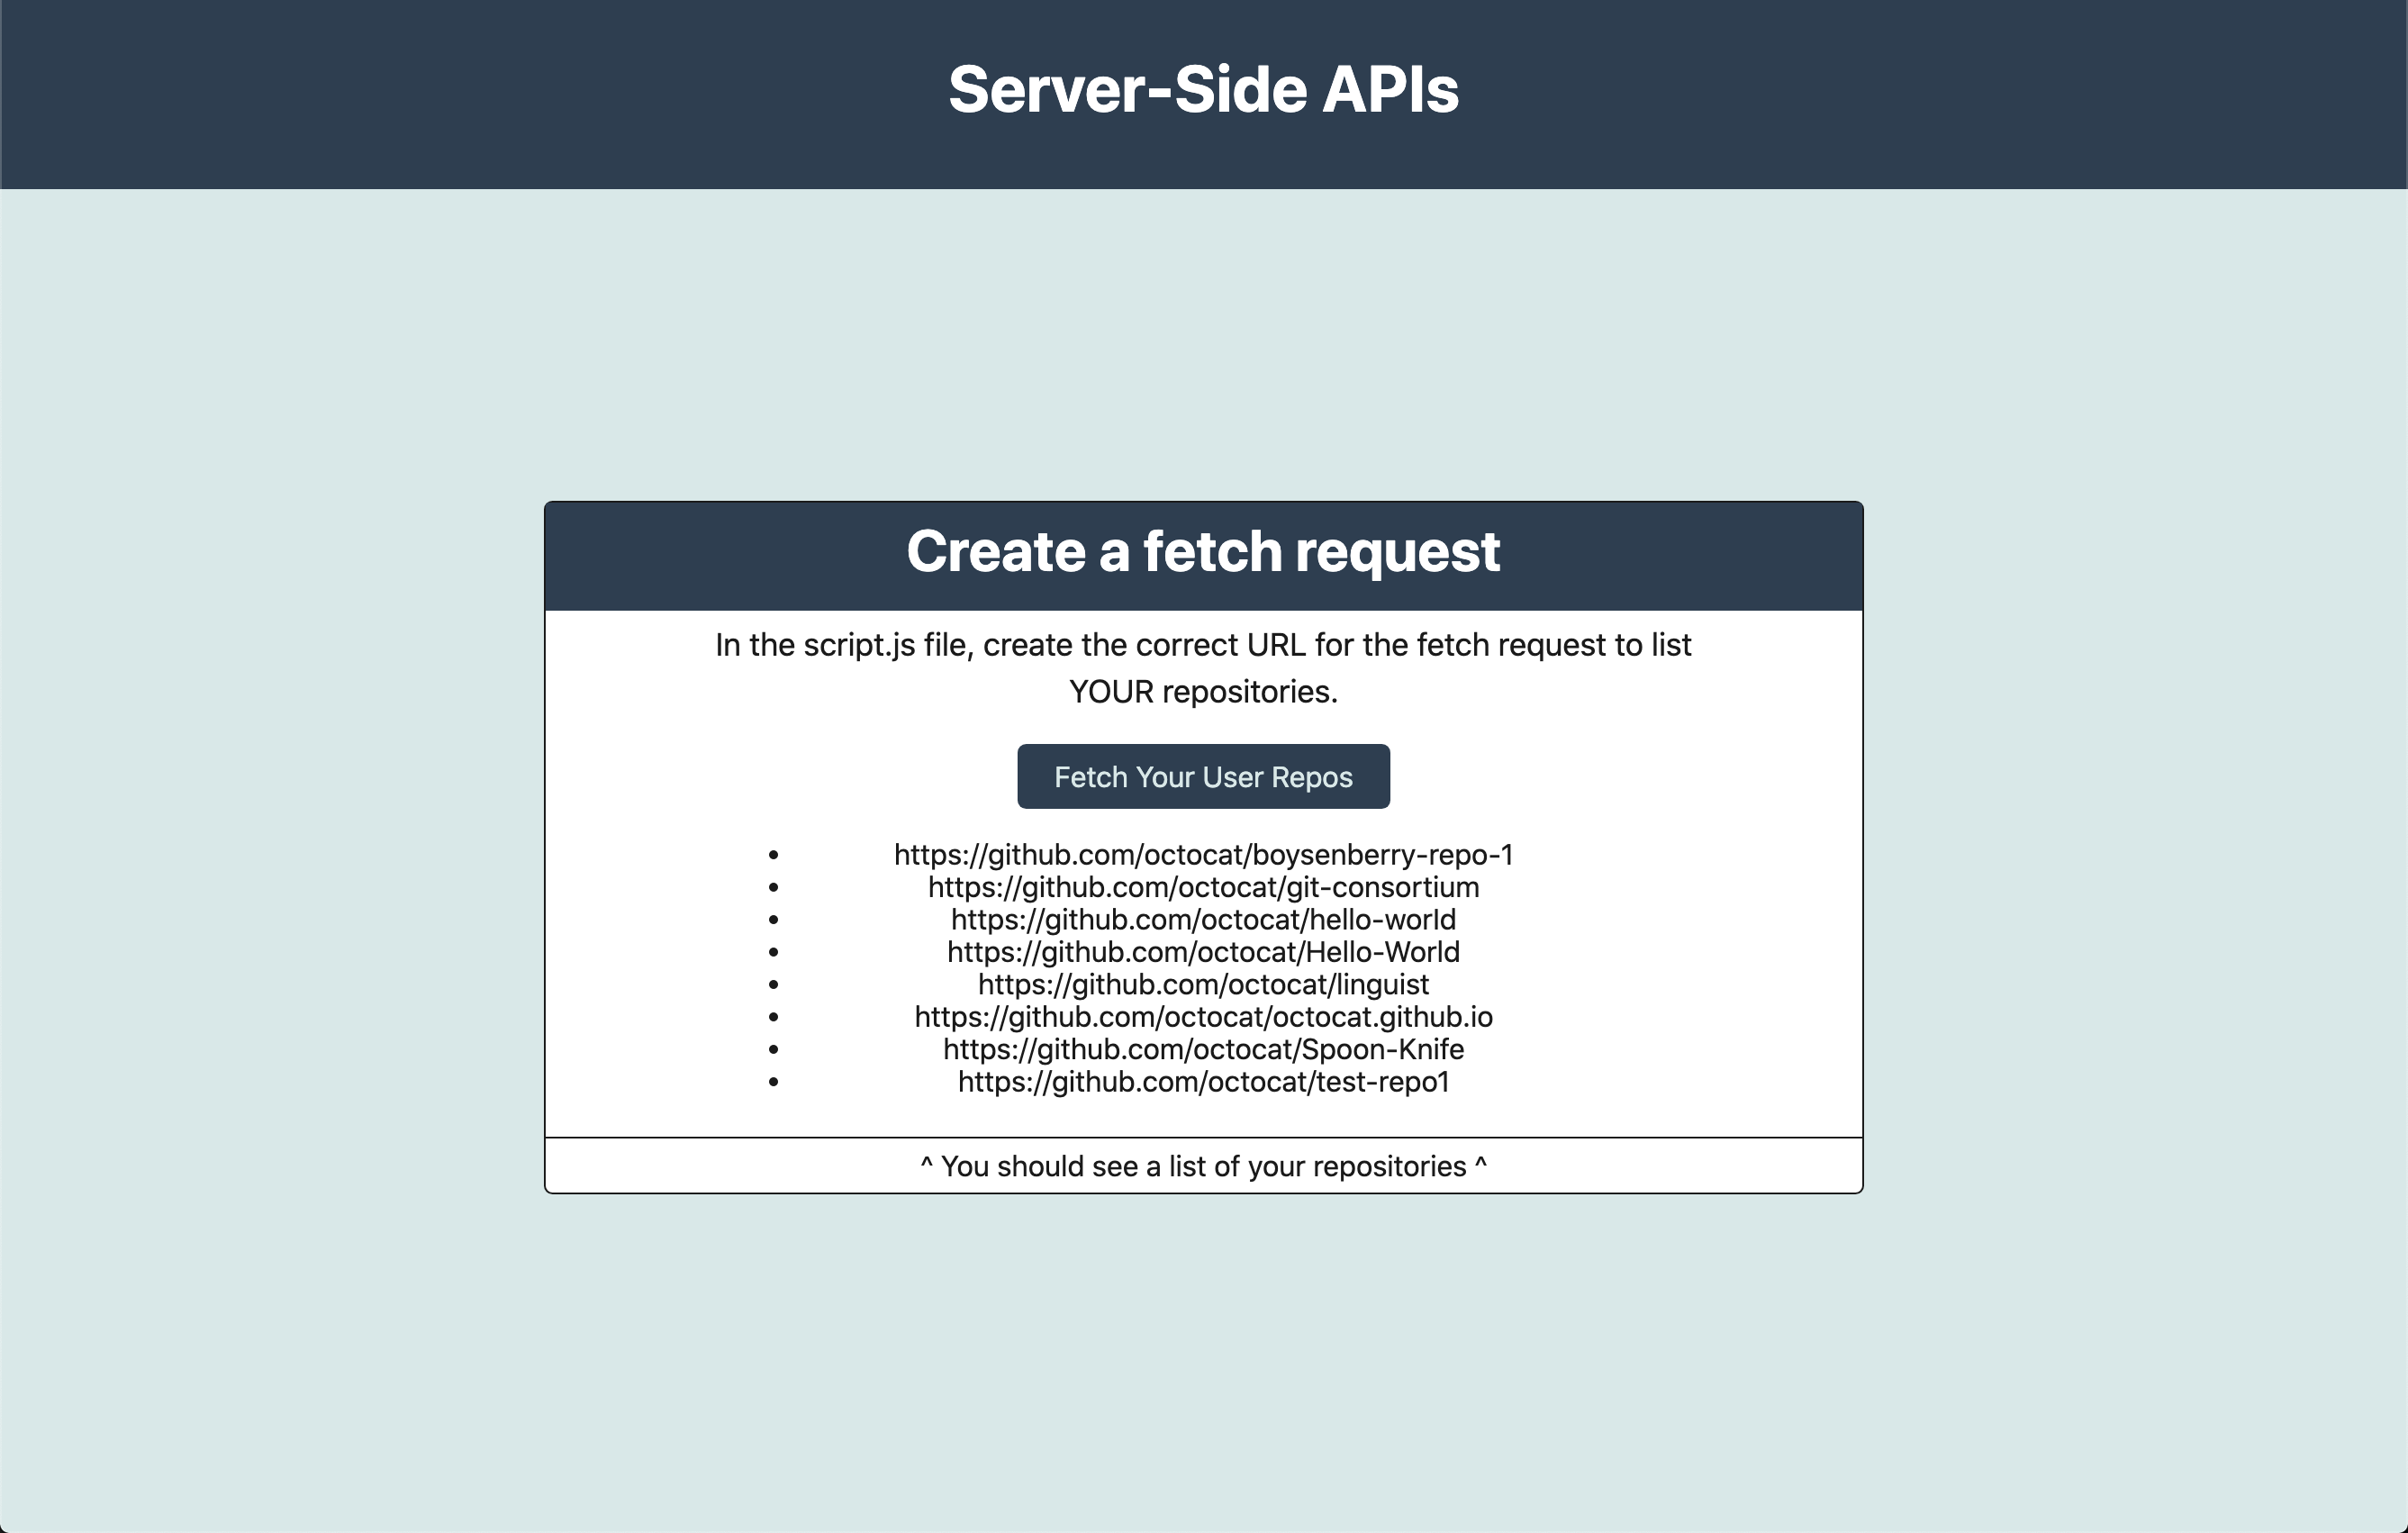 Server-Side APIs
Create a fetch request
In the script.js file, create the correct URL for the fetch request to list
YOUR repositories.
Fetch Your User Repos
• https://github.com/octocat/boysenberry-repo-1
• https://github.com/octocat/git-consortium
• https://github.com/octocat/hello-world
• https://github.com/octocat/Hello-World
• https://github.com/octocat/linguist
• https://github.com/octocat/octocat.github.io
• https://github.com/octocat/Spoon-Knife
• https://github.com/octocat/test-repo1
^ You should see a list of your repositories ^